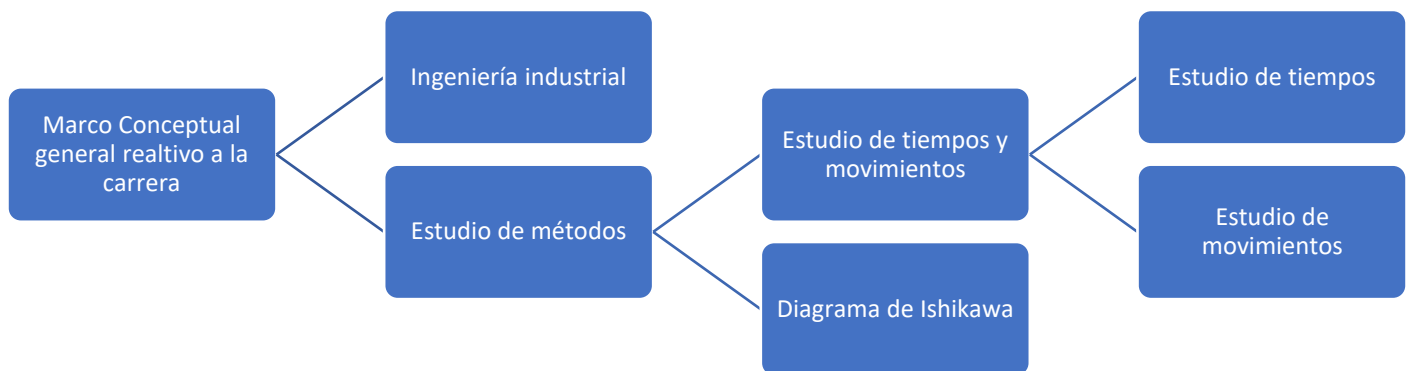 Marco Conceptual
general realtivo a la
carrera
Ingeniería industrial
Estudio de métodos
Estudio de tiempos y
movimientos
Diagrama de Ishikawa
Estudio de tiempos
Estudio de
movimientos